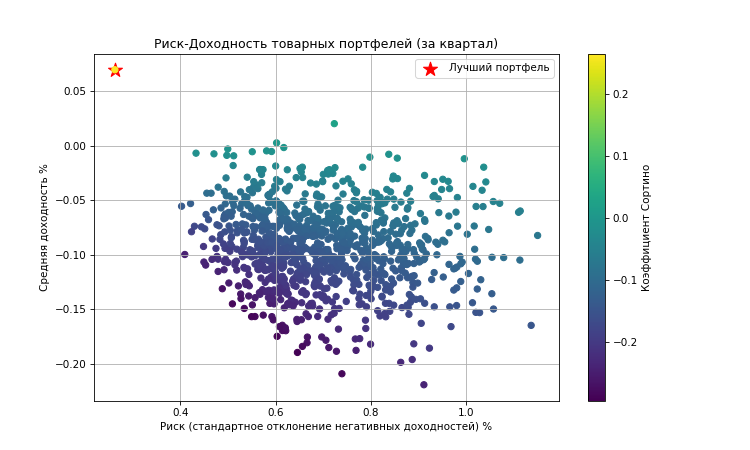 Риск-Доходность товарных портфелей (за квартал)
Лучший портфель
Средняя доходность %
0.05
0.00
−0.05
−0.10
−0.15
−0.20
0.4 0.6 0.8 1.0
Риск (стандартное отклонение негативных доходностей) %
0.2
0.1
0.0
−0.1
−0.2
Коэффициент Сортино